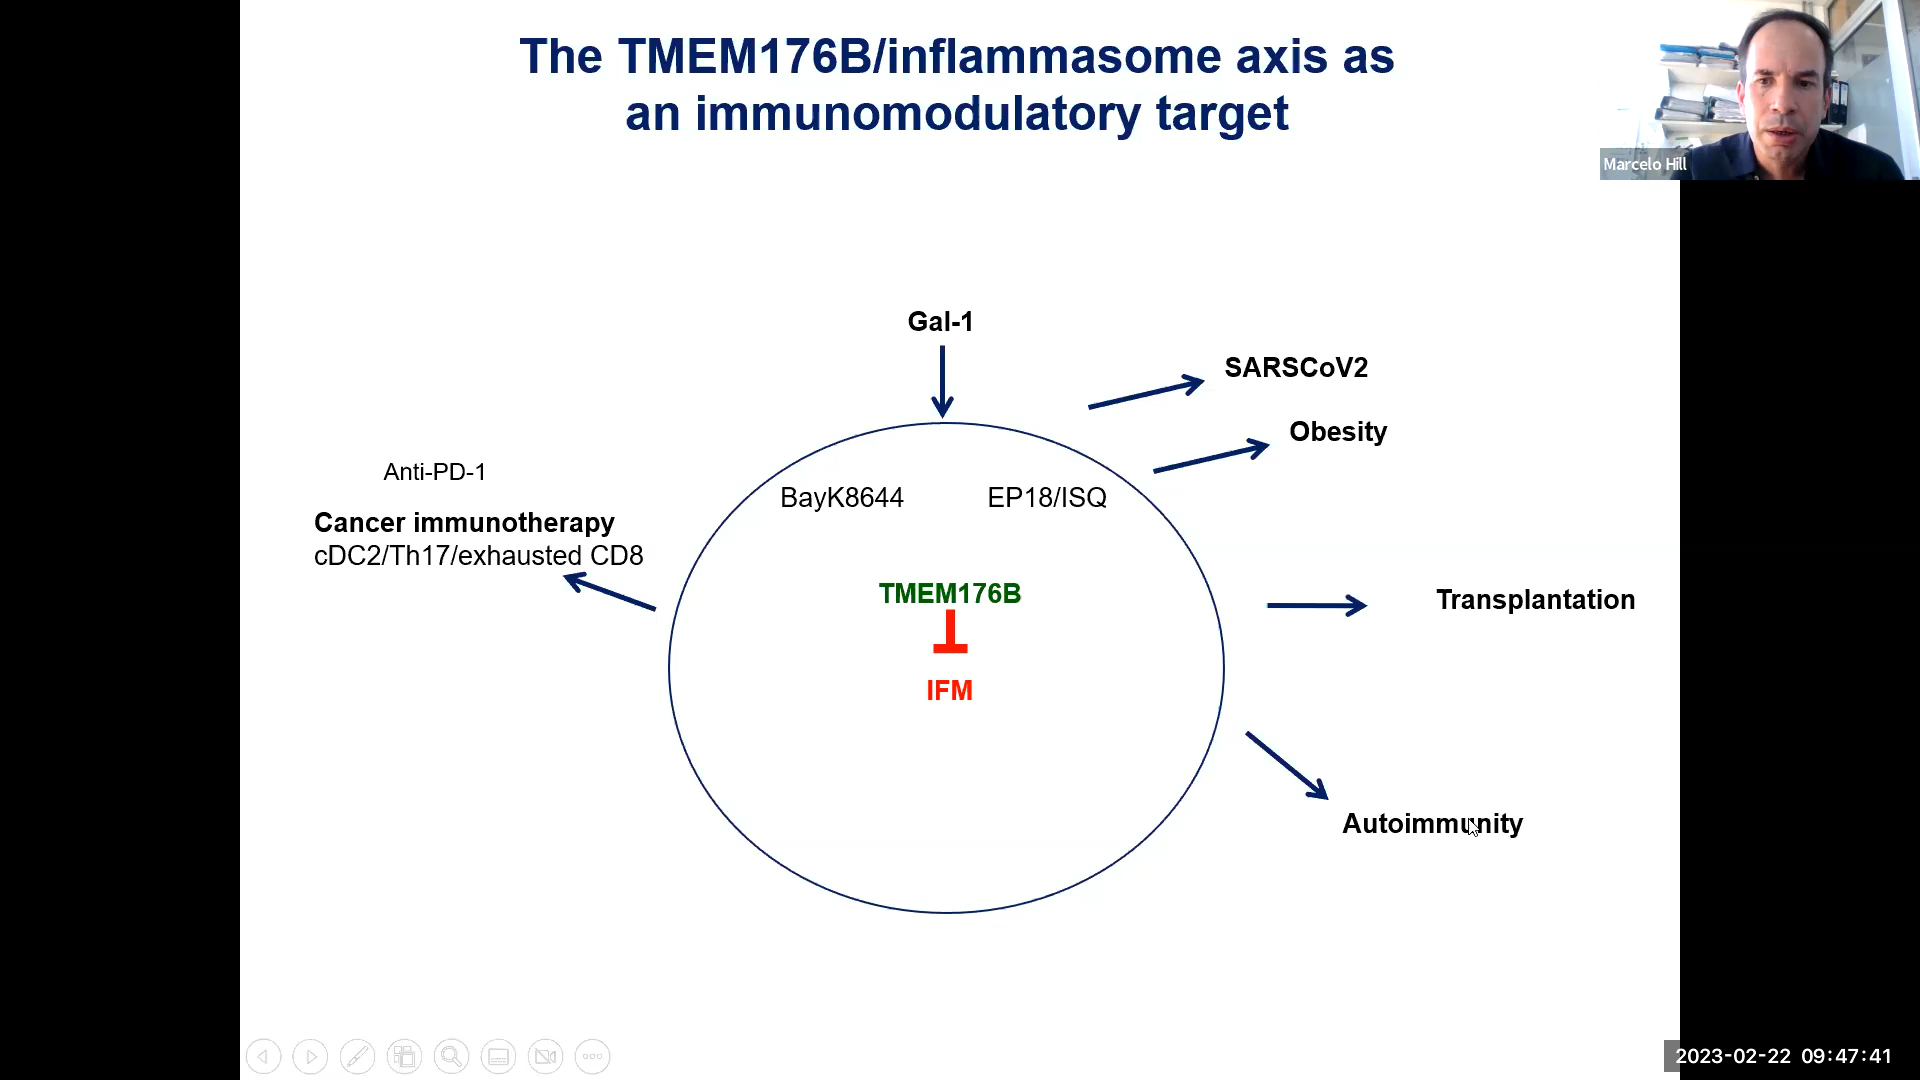 The TMEM176B/inflammasome axis as
an immunomodulatory target
Marcelo Hill
Gal-1
SARSCoV2
Obesity
Anti-PD-1
BayK8644
EP18/ISQ
Cancer immunotherapy
cDC2/Th17/exhausted CD8
TMEM176B
Transplantation
IFM
Autoimmunity
2023-02-22 09:47:41